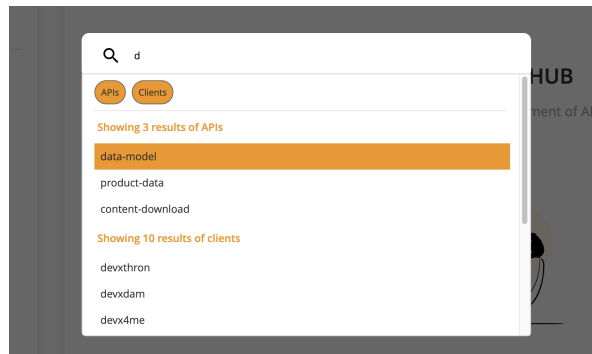 d
APIs Clients
HUB
ment of A
Showing 3 results of APIs
data-model
product-data
content-download
Showing 10 results of clients
devxthron
devxdam
devx4me